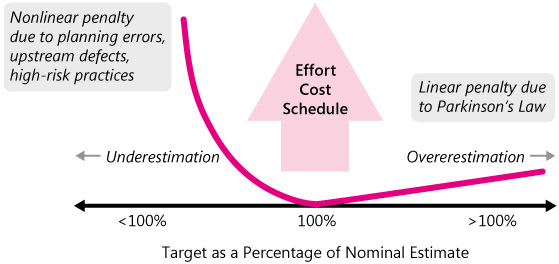 Nonlinear penalty
due to planning errors,
upstream defects,
high-risk practices
Effort
Cost
Schedule
Linear penalty due
to Parkinson's Law
Underestimation
Overerestimation
<100%
100%
>100%
Target as a Percentage of Nominal Estimate